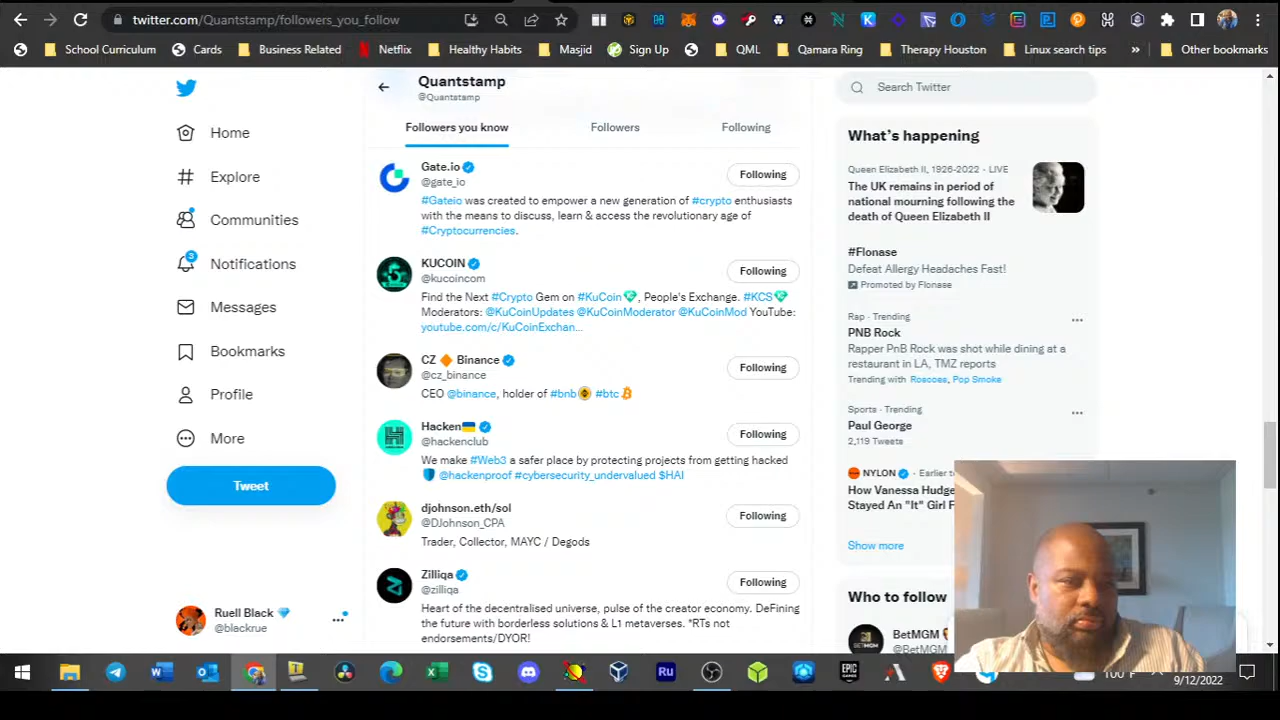 twitter.com/Quantstamp/followers_you_follow
School Curriculum
Cards
Business Related
Netflix
Healthy Habits
Masjid
Sign Up
QML
Qamara Ring
Therapy Houston
Linux search tips
»
Other bookmarks
Home
Explore
Communities
3
Notifications
Messages
Bookmarks
Profile
More
Tweet
Ruell Black
@blackrue
Quantstamp
@Quantstamp
Followers you know
Followers
Following
Gate.io
Following
@gate_io
#Gateio was created to empower a new generation of #crypto enthusiasts
with the means to discuss, learn & access the revolutionary age of
#Cryptocurrencies.
KUCOIN
Following
@kucoincom
Find the Next #Crypto Gem on #KuCoin, People's Exchange. #KCS
Moderators: @KuCoinUpdates @KuCoinModerator @KuCoinMod YouTube:
youtube.com/c/KuCoinExchan...
CZ Binance
Following
@cz_binance
CEO @binance, holder of #bnb #btc
Hacken
Following
@hackenclub
We make #Web3 a safer place by protecting projects from getting hacked
@hackenproof #cybersecurity_undervalued $HAI
djohnson.eth/sol
Following
@DJohnson_CPA
Trader, Collector, MAYC / Degods
Zilliqa
Following
@zilliqa
Heart of the decentralised universe, pulse of the creator economy. DeFining
the future with borderless solutions & L1 metaverses. *RTs not
endorsements/DYOR!
Search Twitter
What's happening
Queen Elizabeth II, 1926-2022 · LIVE
The UK remains in period of
national mourning following the
death of Queen Elizabeth II
#Flonase
Defeat Allergy Headaches Fast!
Promoted by Flonase
Rap · Trending
PNB Rock
Rapper PnB Rock was shot while dining at a
restaurant in LA, TMZ reports
Trending with Roscoes, Pop Smoke
Sports · Trending
Paul George
2,119 Tweets
NYLON Earlier
How Vanessa Hudge
Stayed An "It" Girl F
Show more
Who to follow
BetMGM
@BetMGM
Ru
EPIC
GAMES
100°F
9/12/2022